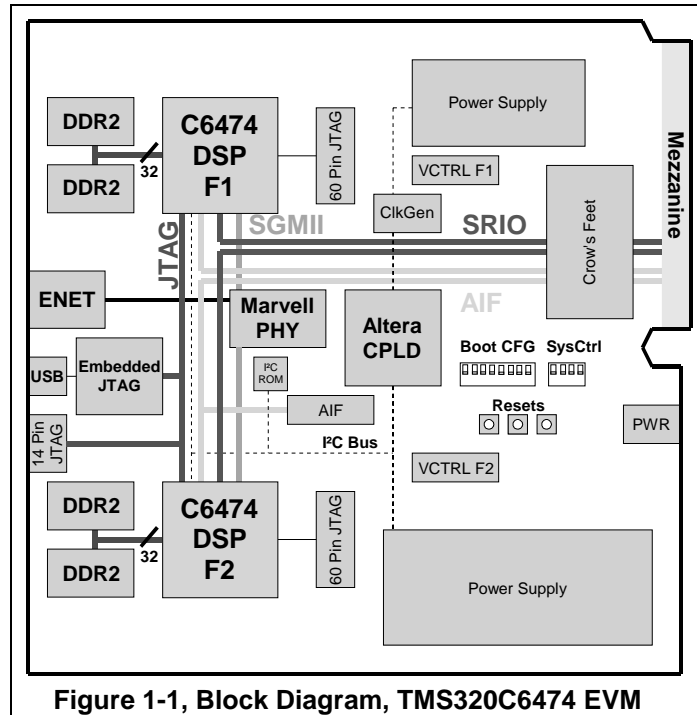 Power Supply
DDR2
C6474
DSP
F1
60 Pin JTAG
32
DDR2
VCTRL F1
Mezzanine
ClkGen
Crow's Feet
JTAG
SGMII
SRIO
ENET
Marvell
PHY
Altera
CPLD
AIF
Boot CFG
SysCtrl
USB
Embedded
JTAG
I²C
ROM
AIF
Resets
14 Pin
JTAG
I²C Bus
PWR
VCTRL F2
DDR2
C6474
DSP
F2
60 Pin JTAG
32
DDR2
Power Supply
Figure 1-1, Block Diagram, TMS320C6474 EVM